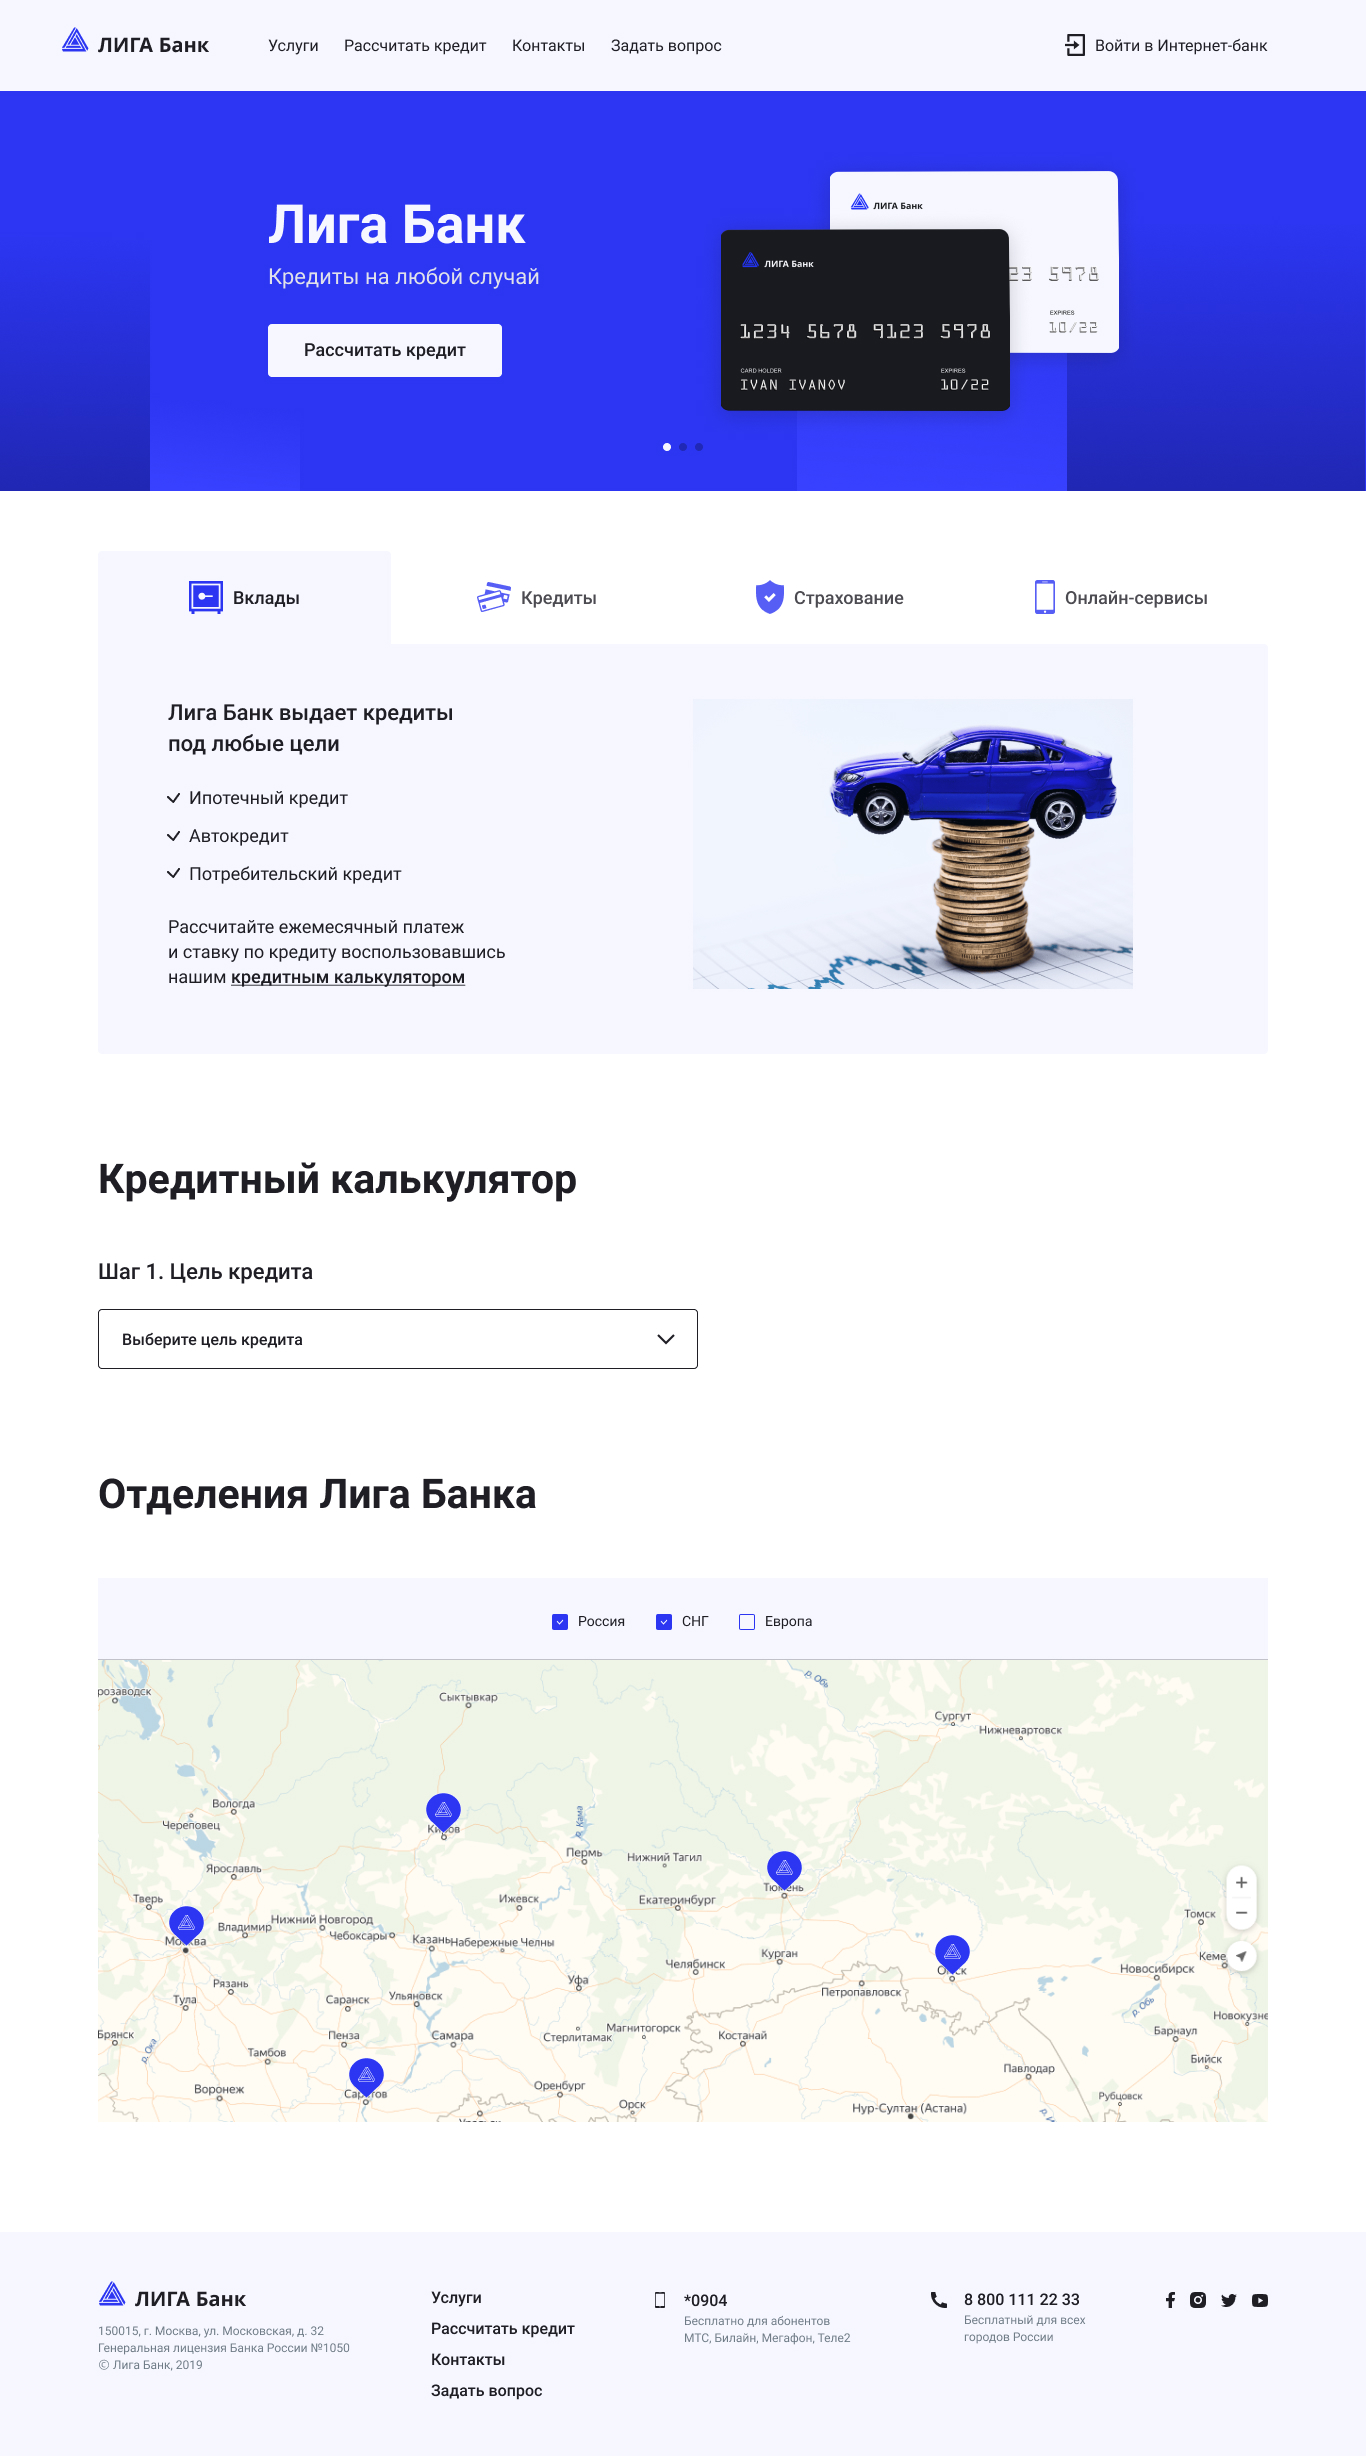 ЛИГА Банк
Услуги
Рассчитать кредит
Контакты
Задать вопрос
Войти в Интернет-банк
Лига Банк
Кредиты на любой случай
Рассчитать кредит
ЛИГА Банк
23 5978
EXPIRES
10/22
ЛИГА Банк
1234 5678 9123 5978
CARD HOLDER
EXPIRES
IVAN IVANOV
10/22
Вклады
Кредиты
Страхование
Онлайн-сервисы
Лига Банк выдает кредиты
под любые цели
Ипотечный кредит
Автокредит
Потребительский кредит
Рассчитайте ежемесячный платеж
и ставку по кредиту воспользовавшись
нашим кредитным калькулятором
Кредитный калькулятор
Шаг 1. Цель кредита
Выберите цель кредита
Отделения Лига Банка
Россия
СНГ
Европа
розаводск
Сыктывкар
р. Обь
Сургут
Нижневартовск
Вологда
Череповец
р. Кама
Пермь
Нижний Тагил
Ярославль
Тверь
Ижевск
Екатеринбург
Томск
Владимир
Нижний Новгород
Чебоксары
Казань
Набережные Челны
Курган
Челябинск
Кеме
Новосибирск
Рязань
Уфа
Петропавловск
Тула
Саранск
Ульяновск
р. Обь
Новокузне
Брянск
р. Ока
Пенза
Самара
Стерлитамак
Магнитогорск
Костанай
Барнаул
Тамбов
Бийск
Павлодар
Воронеж
Оренбург
Орск
Рубцовск
Нур-Султан (Астана)
ЛИГА Банк
150015, г. Москва, ул. Московская, д. 32
Генеральная лицензия Банка России №1050
© Лига Банк, 2019
Услуги
Рассчитать кредит
Контакты
Задать вопрос
*0904
Бесплатно для абонентов
МТС, Билайн, Мегафон, Теле2
8 800 111 22 33
Бесплатный для всех
городов России